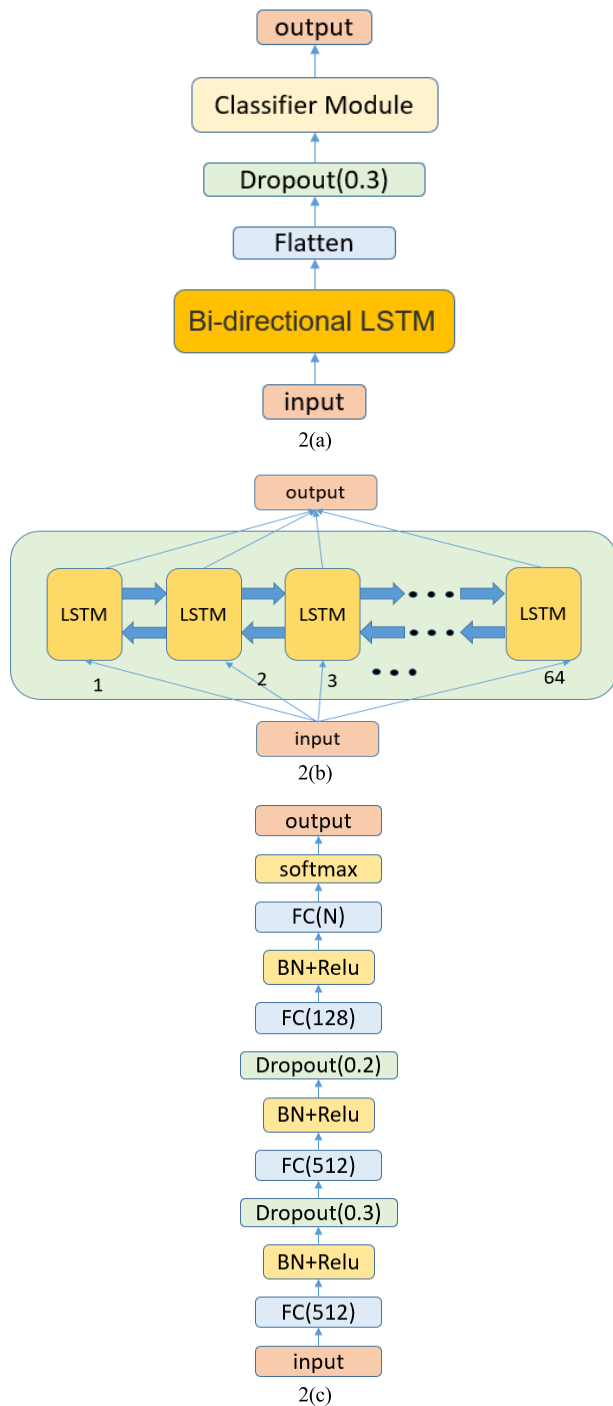 output
Classifier Module
Dropout(0.3)
Flatten
Bi-directional LSTM
input
2(a)
output
LSTM LSTM LSTM LSTM
1 2 3 64
input
2(b)
output
softmax
FC(N)
BN+Relu
FC(128)
Dropout(0.2)
BN+Relu
FC(512)
Dropout(0.3)
BN+Relu
FC(512)
input
2(c)